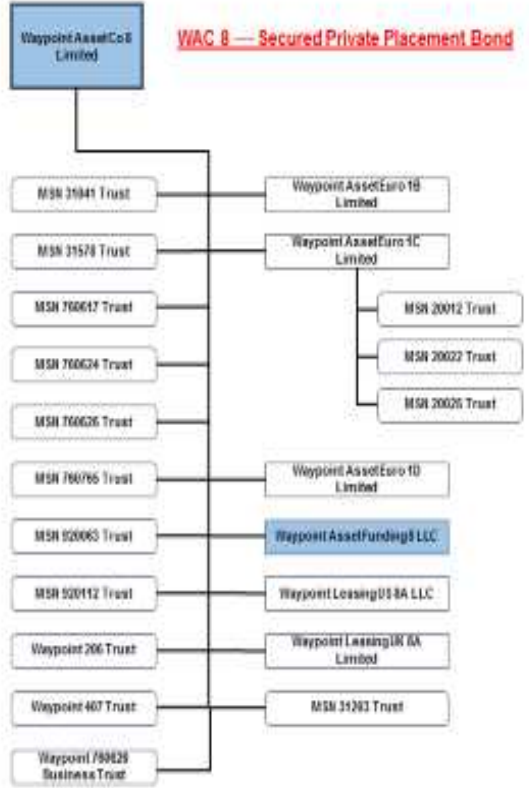 Waypoint AssetCo 8
Limited
WAC 8 — Secured Private Placement Bond
MSN 31041 Trust
Waypoint AssetEuro 1B
Limited
MSN 31578 Trust
Waypoint AssetEuro 1C
Limited
MSN 760617 Trust
MSN 20012 Trust
MSN 760624 Trust
MSN 20022 Trust
MSN 760626 Trust
MSN 20025 Trust
MSN 760765 Trust
Waypoint AssetEuro 1D
Limited
MSN 920063 Trust
Waypoint AssetFunding8 LLC
MSN 920112 Trust
Waypoint LeasingUS 8A LLC
Waypoint 206 Trust
Waypoint LeasingUK 8A
Limited
Waypoint 407 Trust
MSN 31203 Trust
Waypoint 760629
Business Trust